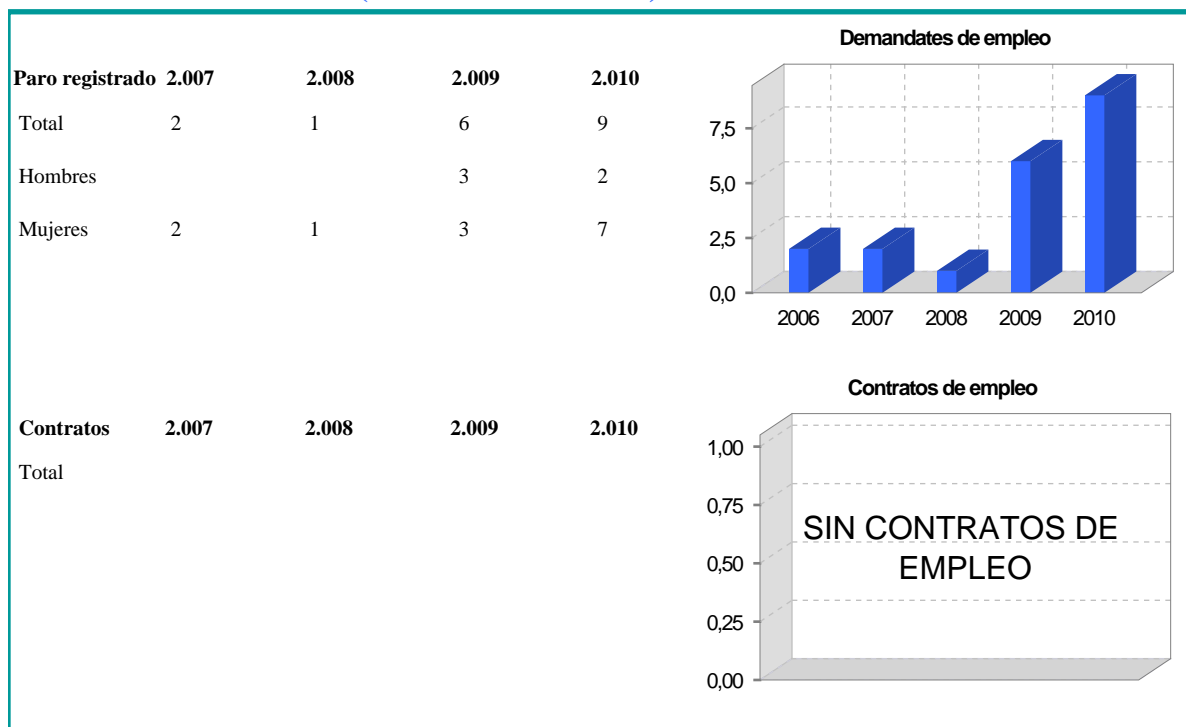 Demandates de empleo
Paro registrado 2.007 2.008 2.009 2.010
Total 2 1 6 9
Hombres 3 2
Mujeres 2 1 3 7
7,5
5,0
2,5
0,0
2006 2007 2008 2009 2010
Contratos de empleo
Contratos 2.007 2.008 2.009 2.010
Total
1,00
0,75
0,50
0,25
0,00
SIN CONTRATOS DE
EMPLEO